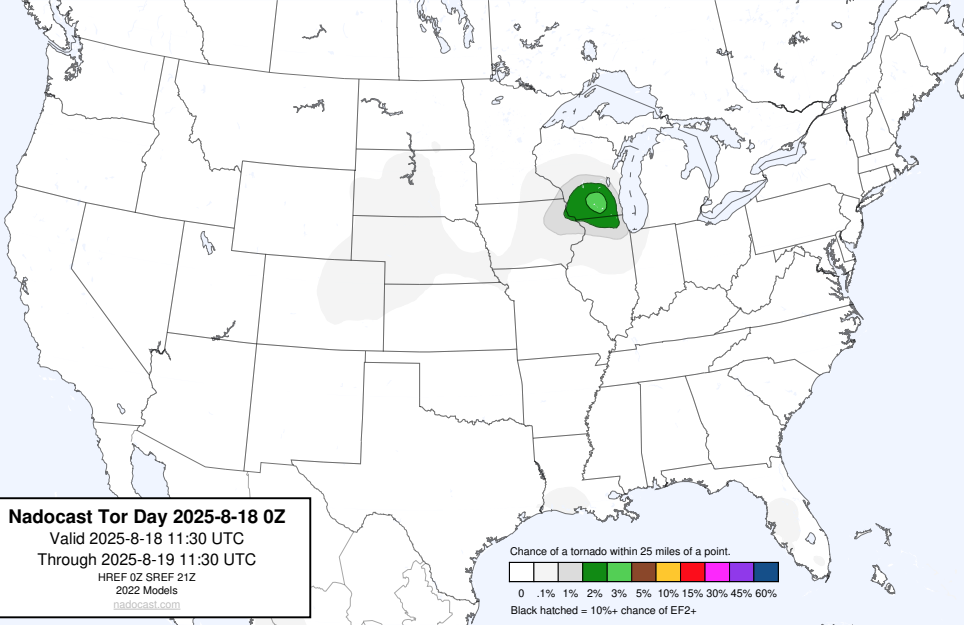 Nadocast Tor Day 2025-8-18 0Z
Valid 2025-8-18 11:30 UTC
Through 2025-8-19 11:30 UTC
HREF 0Z SREF 21Z
2022 Models
nadocast.com
Chance of a tornado within 25 miles of a point.
0 .1% 1% 2% 3% 5% 10% 15% 30% 45% 60%
Black hatched = 10%+ chance of EF2+